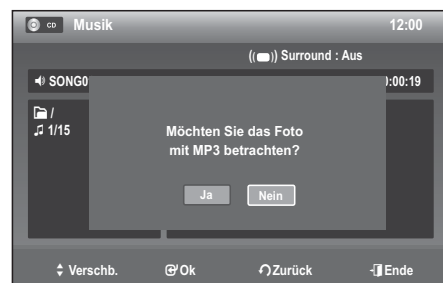 CD Musik 12:00
Surround : Aus
SONG0 0:00:19
/
1/15
Möchten Sie das Foto
mit MP3 betrachten?
Ja Nein
Verschb. Ok Zurück Ende